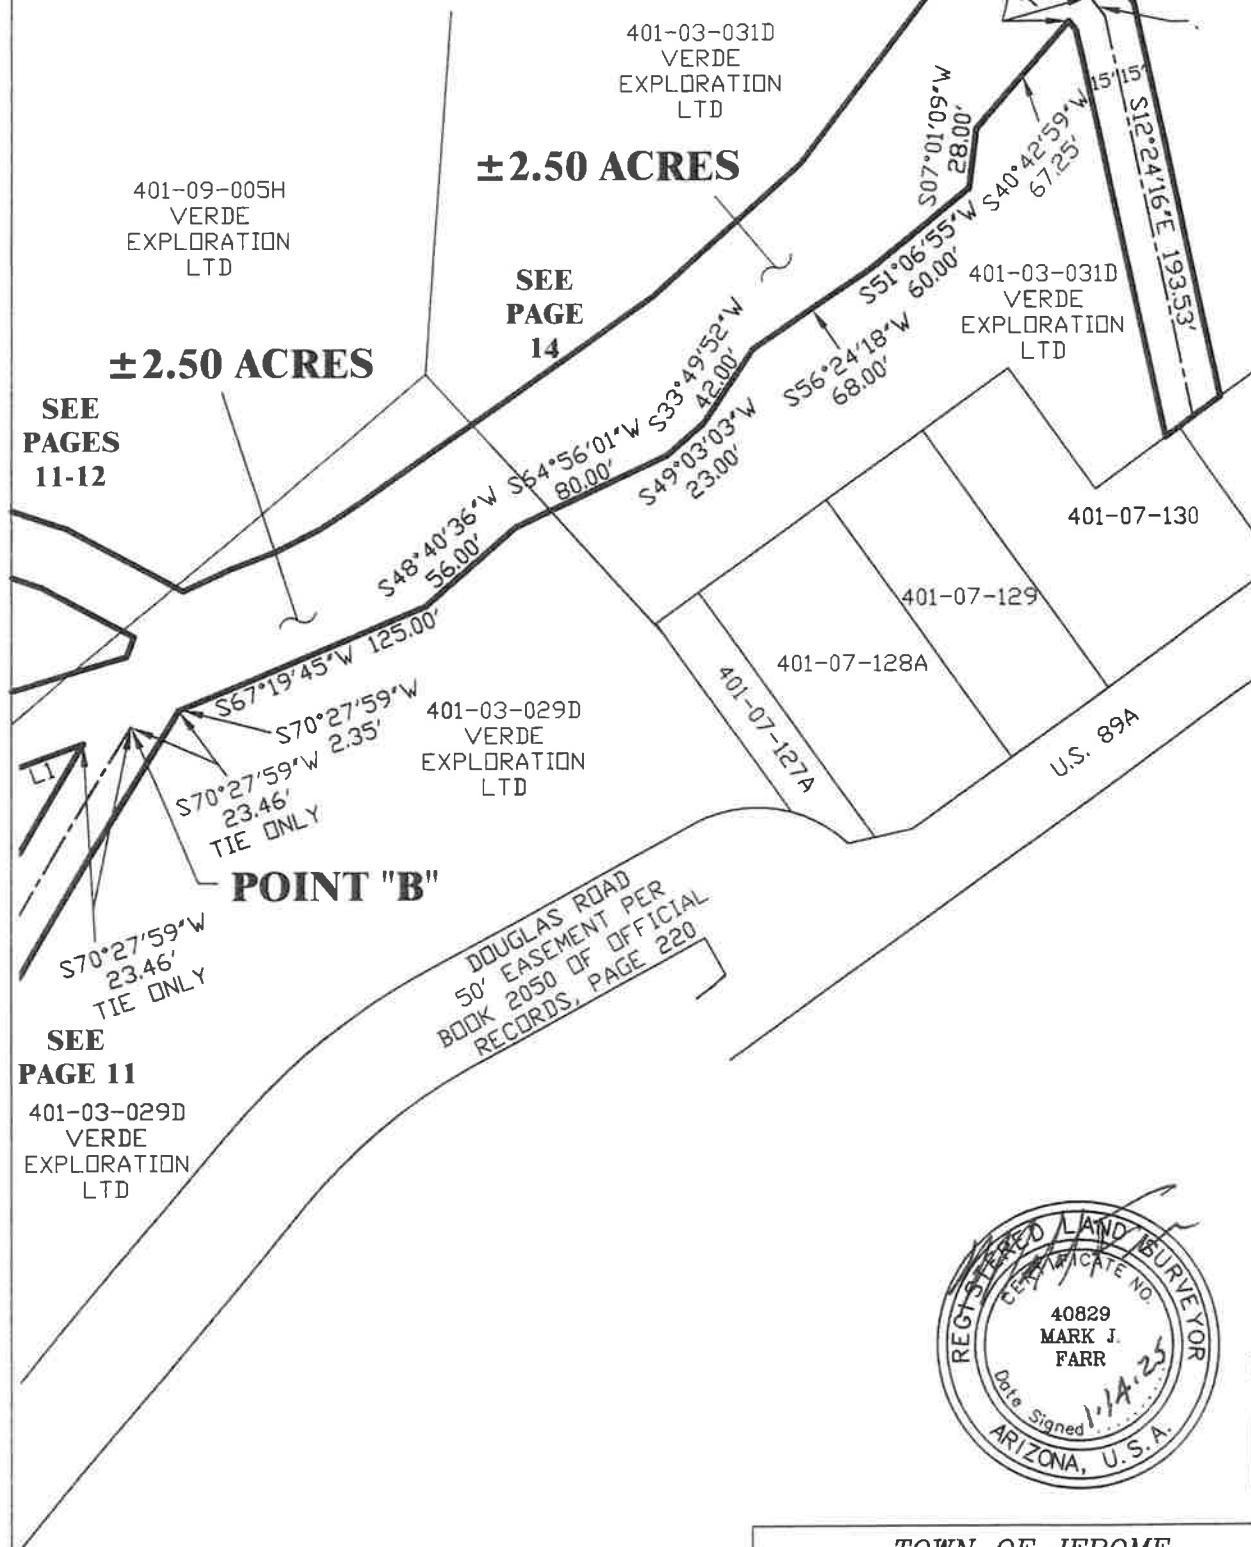 401-03-031D
VERDE
EXPLORATION
LTD
15' 15'
S12°24'16"E 193.53'
S07°01'09"W
28.00'
S40°42'59"W
67.25'
±2.50 ACRES
401-09-005H
VERDE
EXPLORATION
LTD
S51°06'55"W
60.00'
401-03-031D
VERDE
EXPLORATION
LTD
SEE
PAGE
14
S33°49'52"W
42.00'
S56°24'18"W
68.00'
±2.50 ACRES
SEE
PAGES
11-12
S64°56'01"W
80.00'
S49°03'03"W
23.00'
S48°40'36"W
56.00'
401-07-130
401-07-129
401-07-128A
401-07-127A
U.S. 89A
S67°19'45"W 125.00'
S70°27'59"W
2.35'
401-03-029D
VERDE
EXPLORATION
LTD
L1
S70°27'59"W
23.46'
TIE ONLY
POINT "B"
S70°27'59"W
23.46'
TIE ONLY
DOUGLAS ROAD
50' EASEMENT PER
BOOK 2050 OF OFFICIAL
RECORDS, PAGE 220
SEE
PAGE 11
401-03-029D
VERDE
EXPLORATION
LTD
REGISTERED LAND SURVEYOR
CERTIFICATE NO.
40829
MARK J.
FARR
Date Signed 1.14.25
ARIZONA, U.S.A.
TOWN OF JEROME